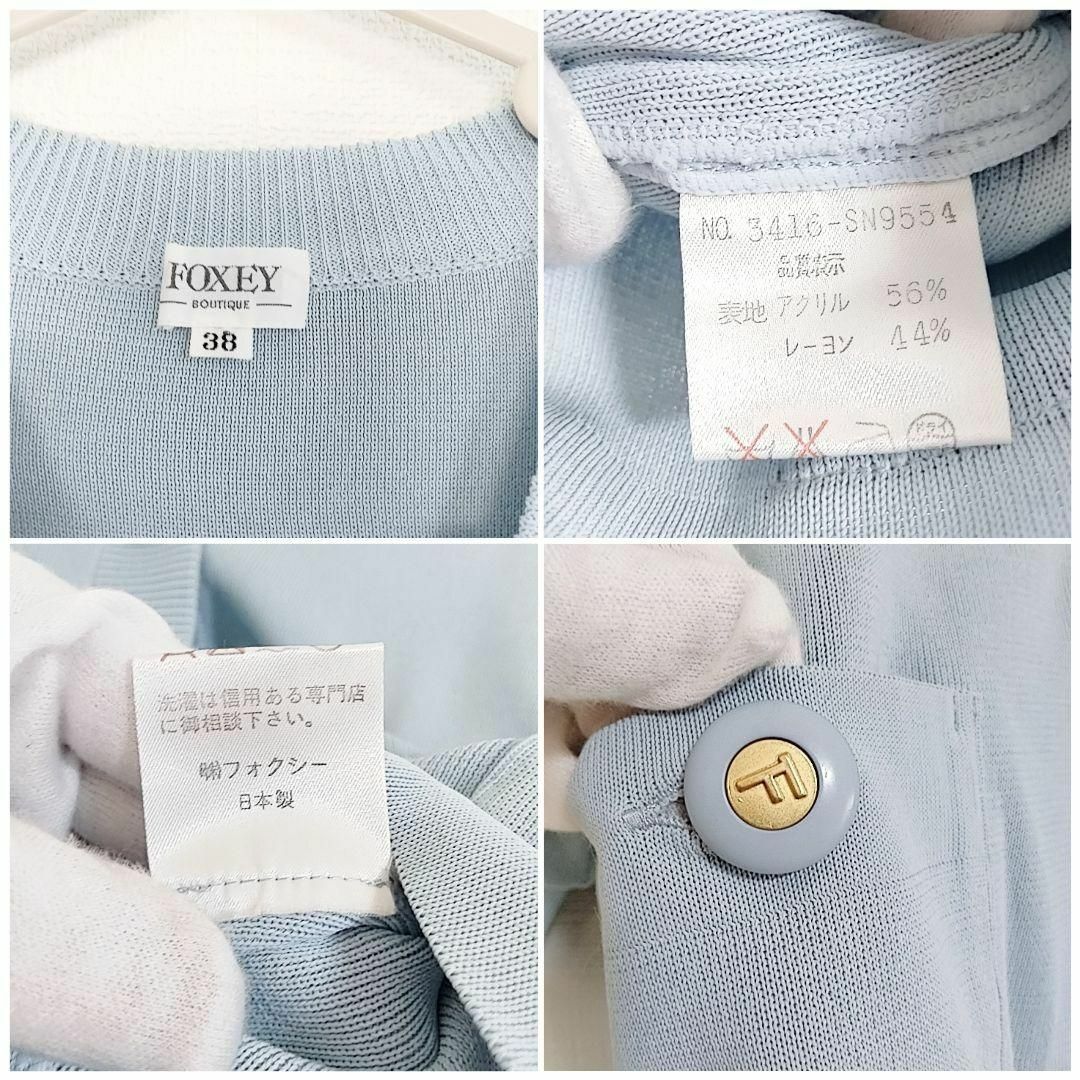 FOXEY
BOUTIQUE
38
NO. 3416-SN9554
品質表示
表地 アクリル 56%
レーヨン 44%
ドライ
洗濯は信用ある専門店
に御相談下さい。
㈱フォクシー
日本製
F